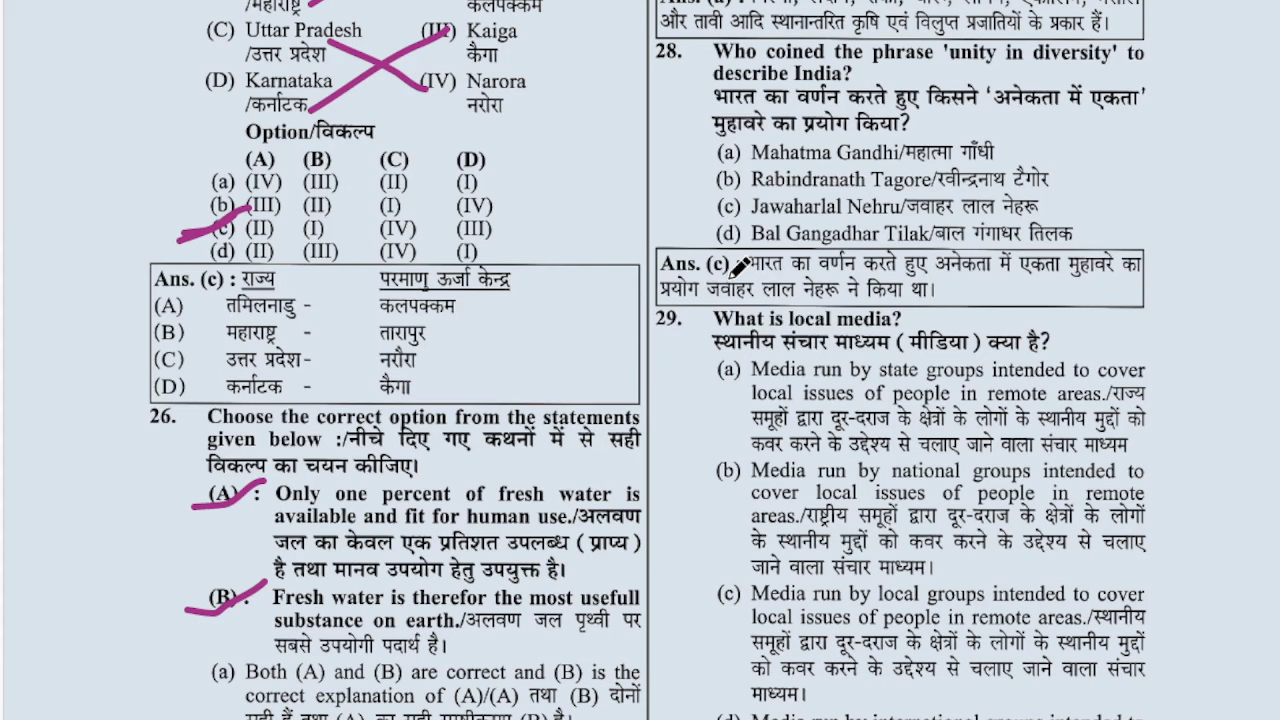 /महाराष्ट्र
कलपक्कम
(C) Uttar Pradesh (III) Kaiga
/उत्तर प्रदेश कैगा
(D) Karnataka (IV) Narora
/कर्नाटक नरोरा
Option/विकल्प
(A) (B) (C) (D)
(a) (IV) (III) (II) (I)
(b) (III) (II) (I) (IV)
(c) (II) (I) (IV) (III)
(d) (II) (III) (IV) (I)
Ans. (c) : राज्य परमाणु ऊर्जा केन्द्र
(A) तमिलनाडु - कलपक्कम
(B) महाराष्ट्र - तारापुर
(C) उत्तर प्रदेश - नरौरा
(D) कर्नाटक - कैगा
26. Choose the correct option from the statements
given below :/नीचे दिए गए कथनों में से सही
विकल्प का चयन कीजिए।
(A) : Only one percent of fresh water is
available and fit for human use./अलवण
जल का केवल एक प्रतिशत उपलब्ध ( प्राप्य )
है तथा मानव उपयोग हेतु उपयुक्त है।
(B) : Fresh water is therefor the most usefull
substance on earth./अलवण जल पृथ्वी पर
सबसे उपयोगी पदार्थ है।
(a) Both (A) and (B) are correct and (B) is the
correct explanation of (A)/(A) तथा (B) दोनों
और तावी आदि स्थानान्तरित कृषि एवं विलुप्त प्रजातियों के प्रकार हैं।
28. Who coined the phrase 'unity in diversity' to
describe India?
भारत का वर्णन करते हुए किसने ‘अनेकता में एकता’
मुहावरे का प्रयोग किया?
(a) Mahatma Gandhi/महात्मा गाँधी
(b) Rabindranath Tagore/रवीन्द्रनाथ टैगोर
(c) Jawaharlal Nehru/जवाहर लाल नेहरू
(d) Bal Gangadhar Tilak/बाल गंगाधर तिलक
Ans. (c) भारत का वर्णन करते हुए अनेकता में एकता मुहावरे का
प्रयोग जवाहर लाल नेहरू ने किया था।
29. What is local media?
स्थानीय संचार माध्यम ( मीडिया ) क्या है?
(a) Media run by state groups intended to cover
local issues of people in remote areas./राज्य
समूहों द्वारा दूर-दराज के क्षेत्रों के लोगों के स्थानीय मुद्दों को
कवर करने के उद्देश्य से चलाए जाने वाला संचार माध्यम
(b) Media run by national groups intended to
cover local issues of people in remote
areas./राष्ट्रीय समूहों द्वारा दूर-दराज के क्षेत्रों के लोगों
के स्थानीय मुद्दों को कवर करने के उद्देश्य से चलाए
जाने वाला संचार माध्यम।
(c) Media run by local groups intended to cover
local issues of people in remote areas./स्थानीय
समूहों द्वारा दूर-दराज के क्षेत्रों के लोगों के स्थानीय मुद्दों
को कवर करने के उद्देश्य से चलाए जाने वाला संचार
माध्यम।
(d) Media run by international groups intended to